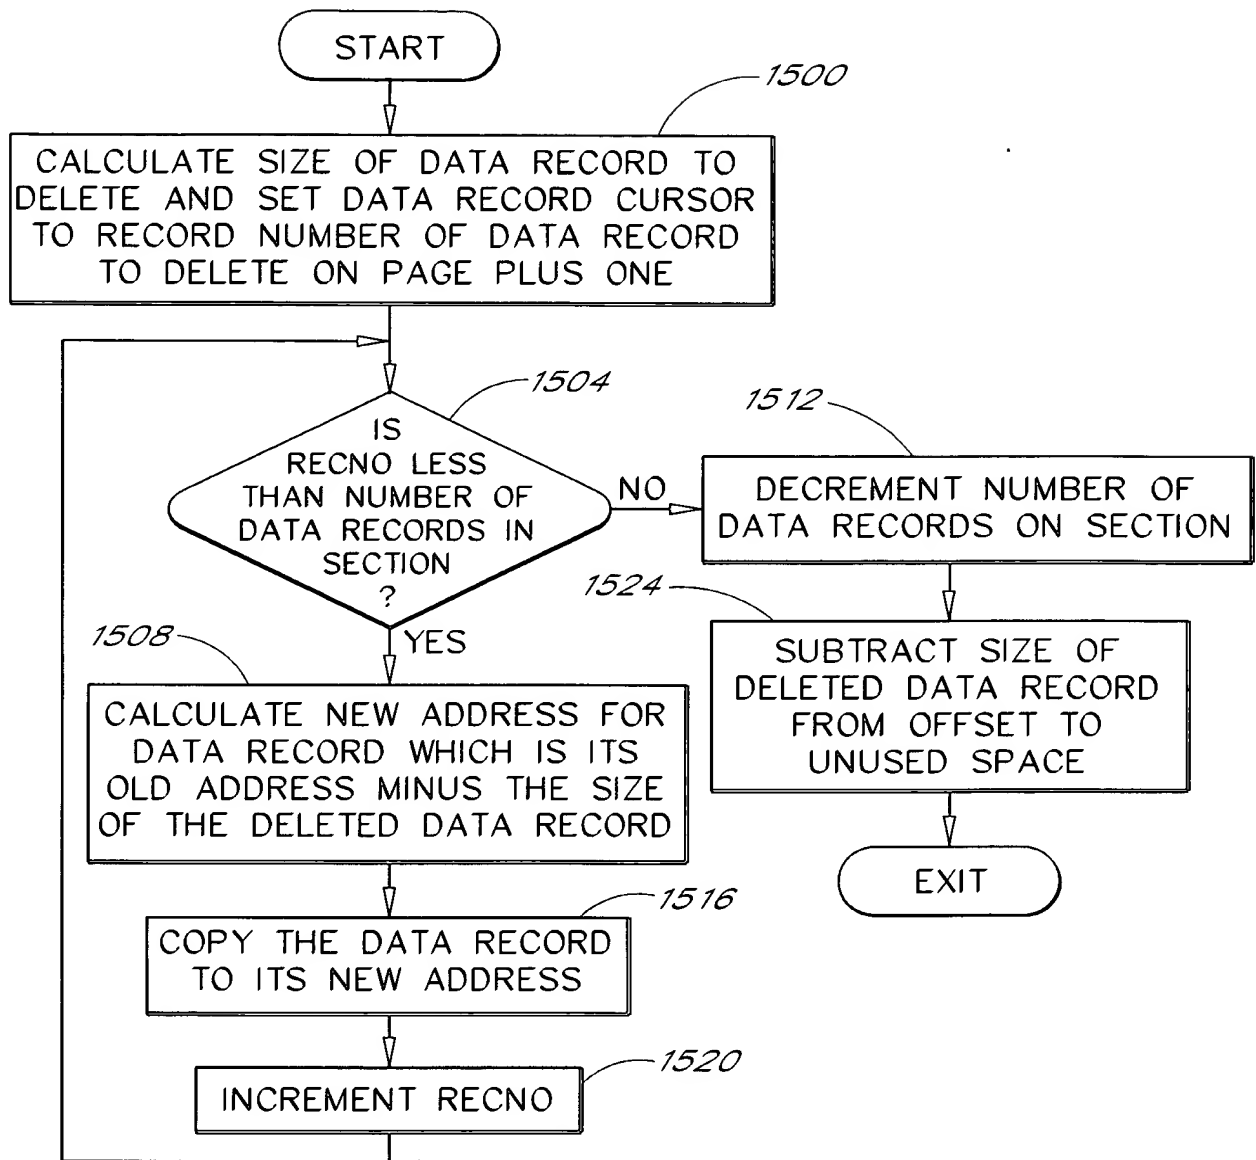 START
1500
CALCULATE SIZE OF DATA RECORD TO
DELETE AND SET DATA RECORD CURSOR
TO RECORD NUMBER OF DATA RECORD
TO DELETE ON PAGE PLUS ONE
1504
IS
RECNO LESS
THAN NUMBER OF
DATA RECORDS IN
SECTION
?
NO
1512
DECREMENT NUMBER OF
DATA RECORDS ON SECTION
1524
SUBTRACT SIZE OF
DELETED DATA RECORD
FROM OFFSET TO
UNUSED SPACE
EXIT
YES
1508
CALCULATE NEW ADDRESS FOR
DATA RECORD WHICH IS ITS
OLD ADDRESS MINUS THE SIZE
OF THE DELETED DATA RECORD
1516
COPY THE DATA RECORD
TO ITS NEW ADDRESS
1520
INCREMENT RECNO